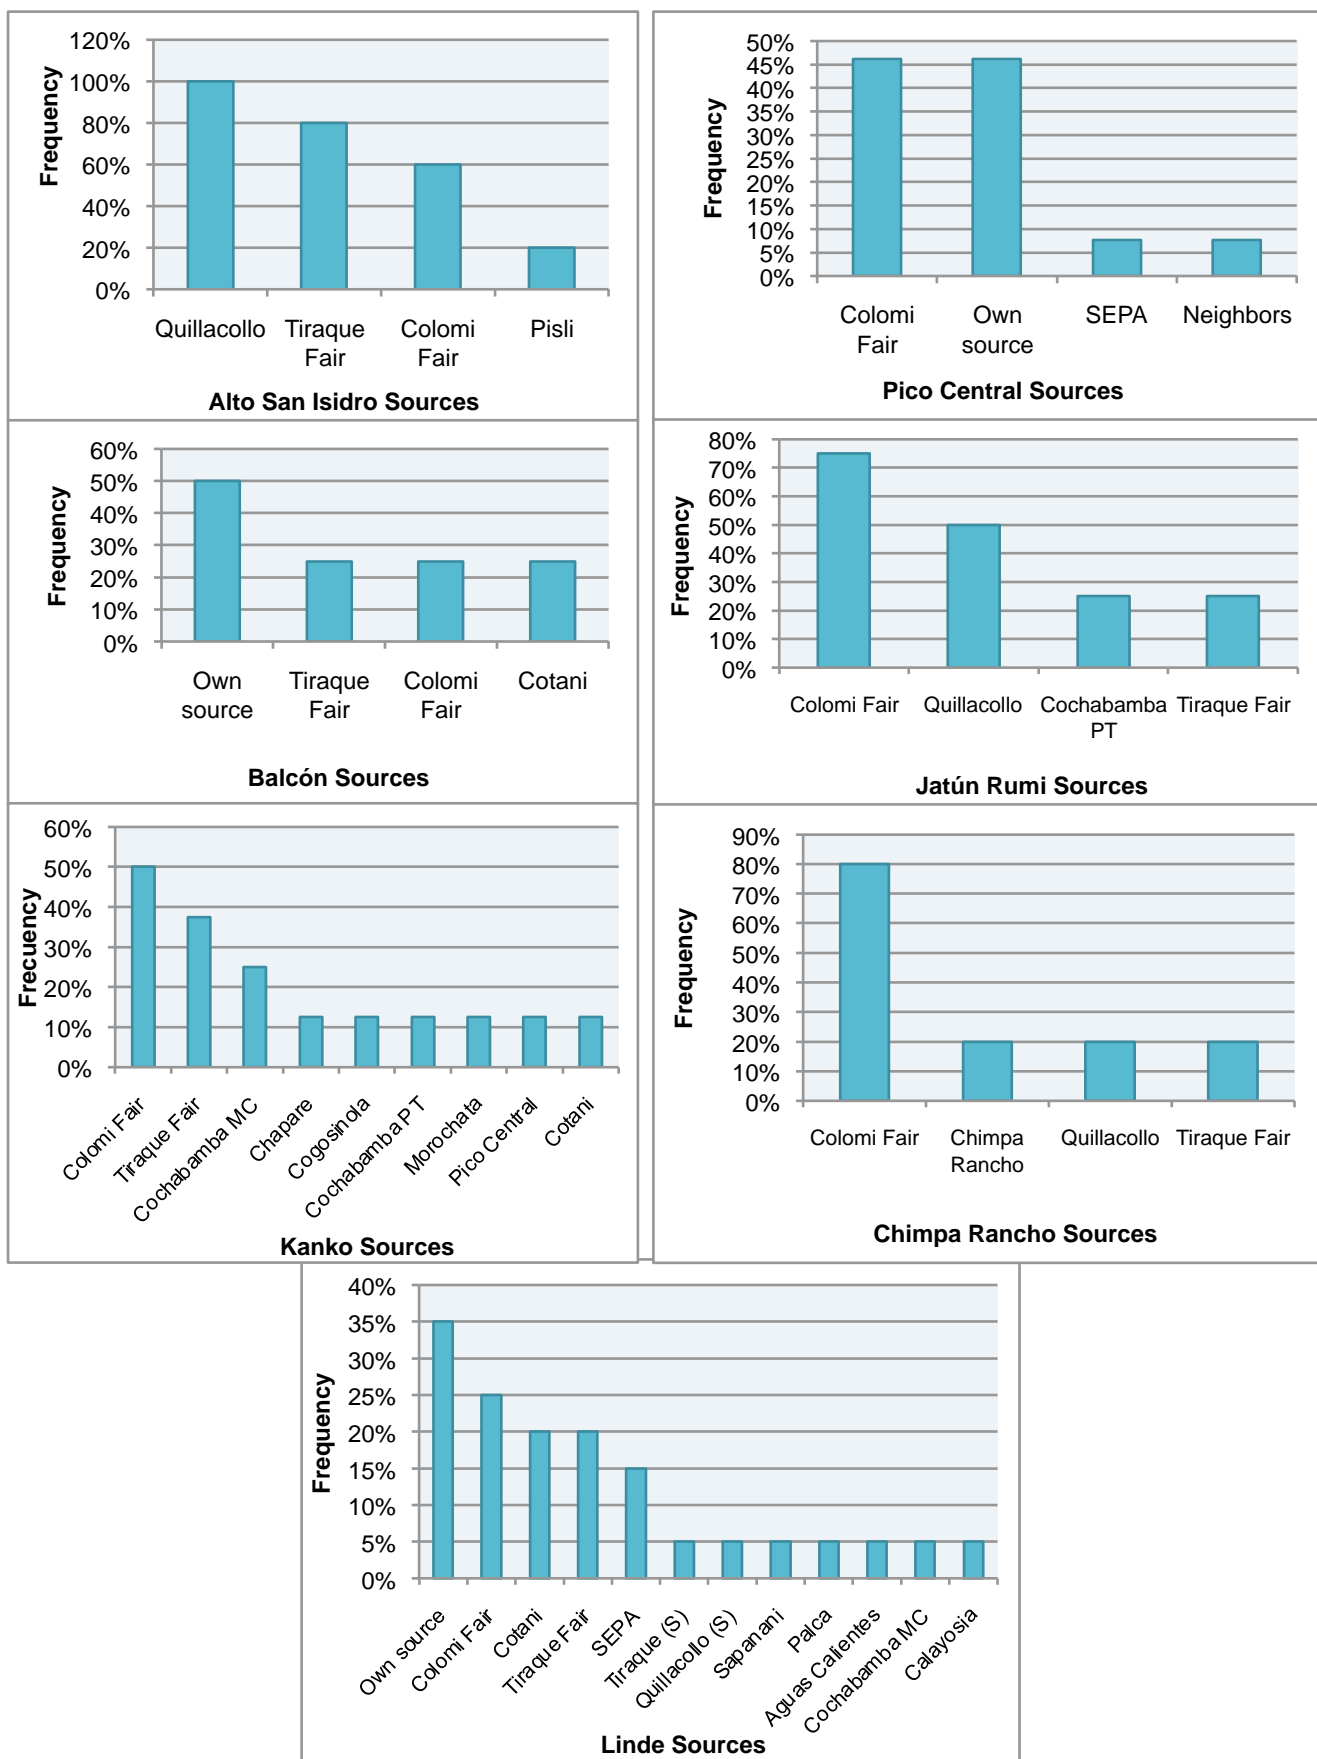 120%
100%
80%
60%
40%
20%
0%
Frequency
Quillacollo
Tiraque
Fair
Colomi
Fair
Pisli
Alto San Isidro Sources
50%
45%
40%
35%
30%
25%
20%
15%
10%
5%
0%
Frequency
Colomi
Fair
Own
source
SEPA
Neighbors
Pico Central Sources
60%
50%
40%
30%
20%
10%
0%
Frequency
Own
source
Tiraque
Fair
Colomi
Fair
Cotani
Balcón Sources
80%
70%
60%
50%
40%
30%
20%
10%
0%
Frequency
Colomi Fair
Quillacollo
Cochabamba
PT
Tiraque Fair
Jatún Rumi Sources
60%
50%
40%
30%
20%
10%
0%
Frecuency
Colomi Fair
Tiraque Fair
Cochabamba MC
Chapare
Cogosinola
Cochabamba PT
Morochata
Pico Central
Cotani
Kanko Sources
90%
80%
70%
60%
50%
40%
30%
20%
10%
0%
Frequency
Colomi Fair
Chimpa
Rancho
Quillacollo
Tiraque Fair
Chimpa Rancho Sources
40%
35%
30%
25%
20%
15%
10%
5%
0%
Frequency
Own source
Colomi Fair
Cotani
Tiraque Fair
SEPA
Tiraque (S)
Quillacollo (S)
Sapanani
Palca
Aguas Calientes
Cochabamba MC
Calayosia
Linde Sources